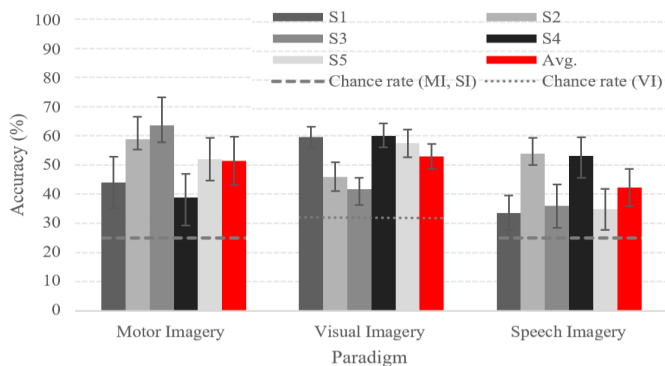 S1 S2
S3 S4
S5 Avg.
Chance rate (MI, SI) Chance rate (VI)
Accuracy (%)
100
90
80
70
60
50
40
30
20
10
0
Motor Imagery Visual Imagery Speech Imagery
Paradigm